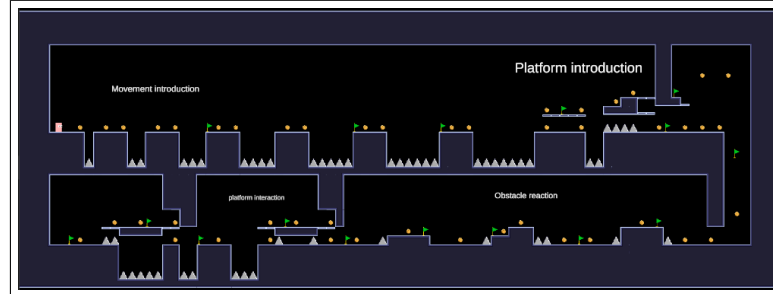 Platform introduction
Movement introduction
platform interaction
Obstacle reaction